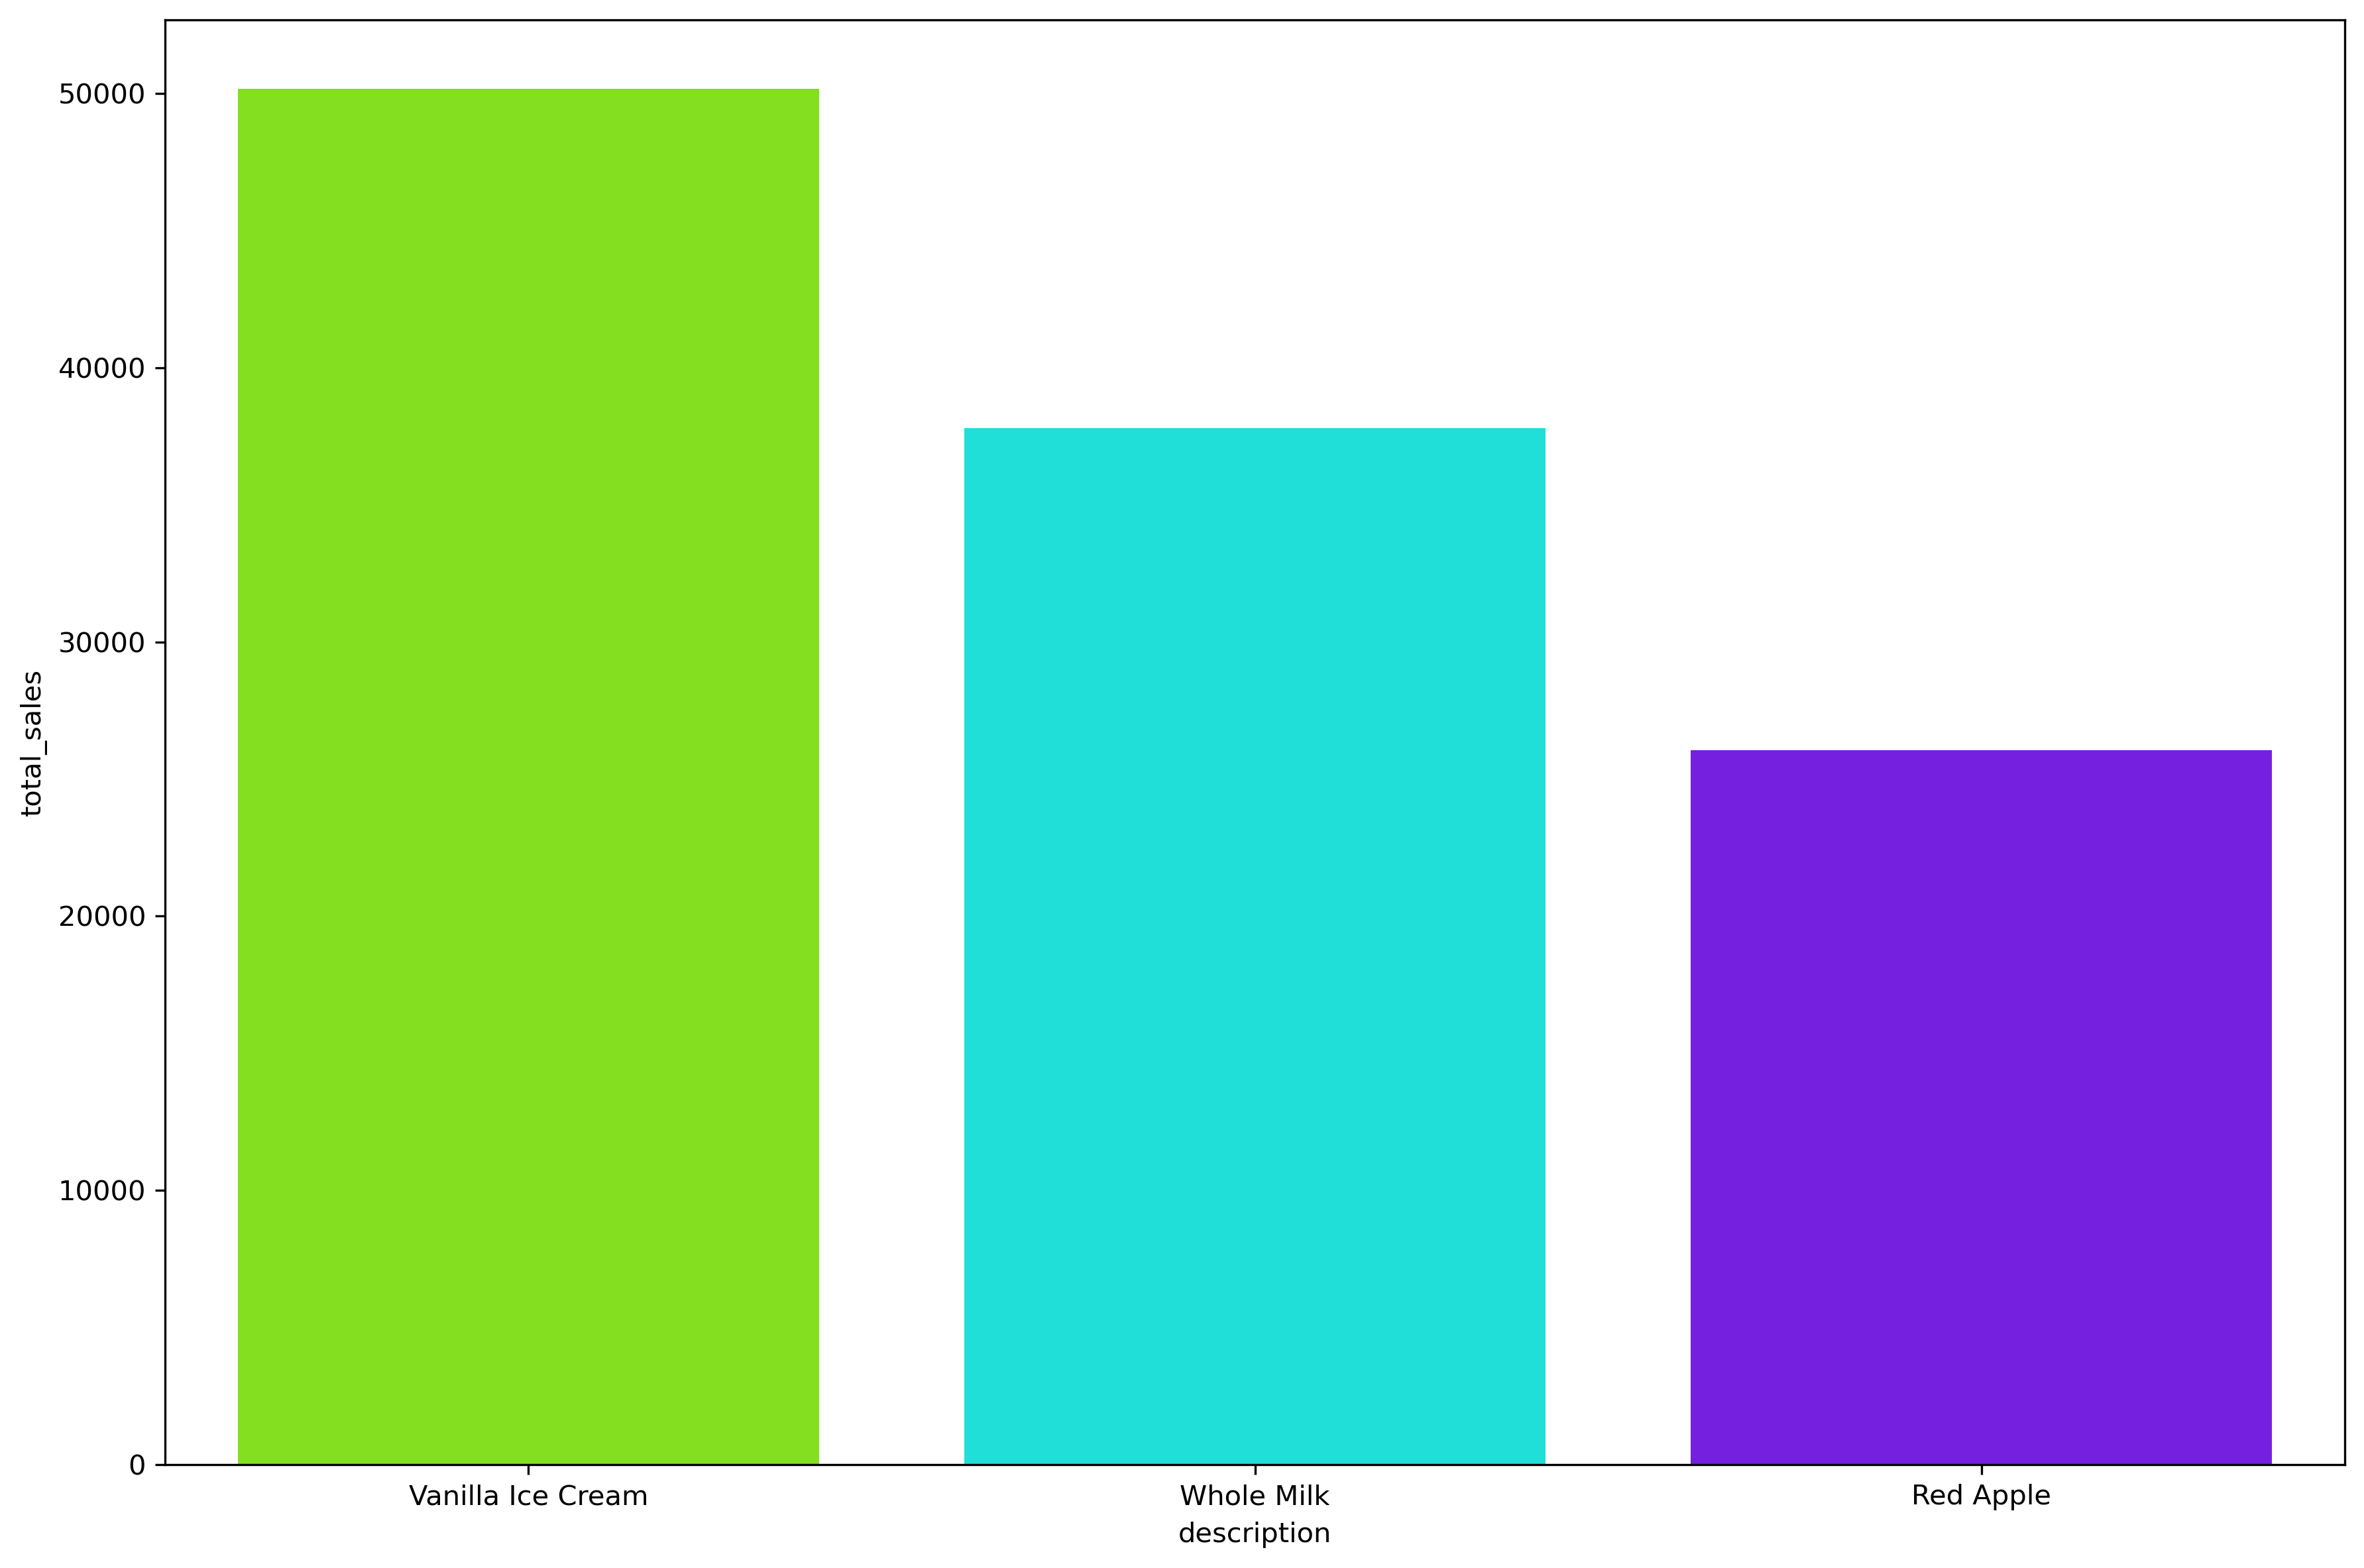 50000
40000
30000
20000
10000
0
total_sales
Vanilla Ice Cream
Whole Milk
Red Apple
description